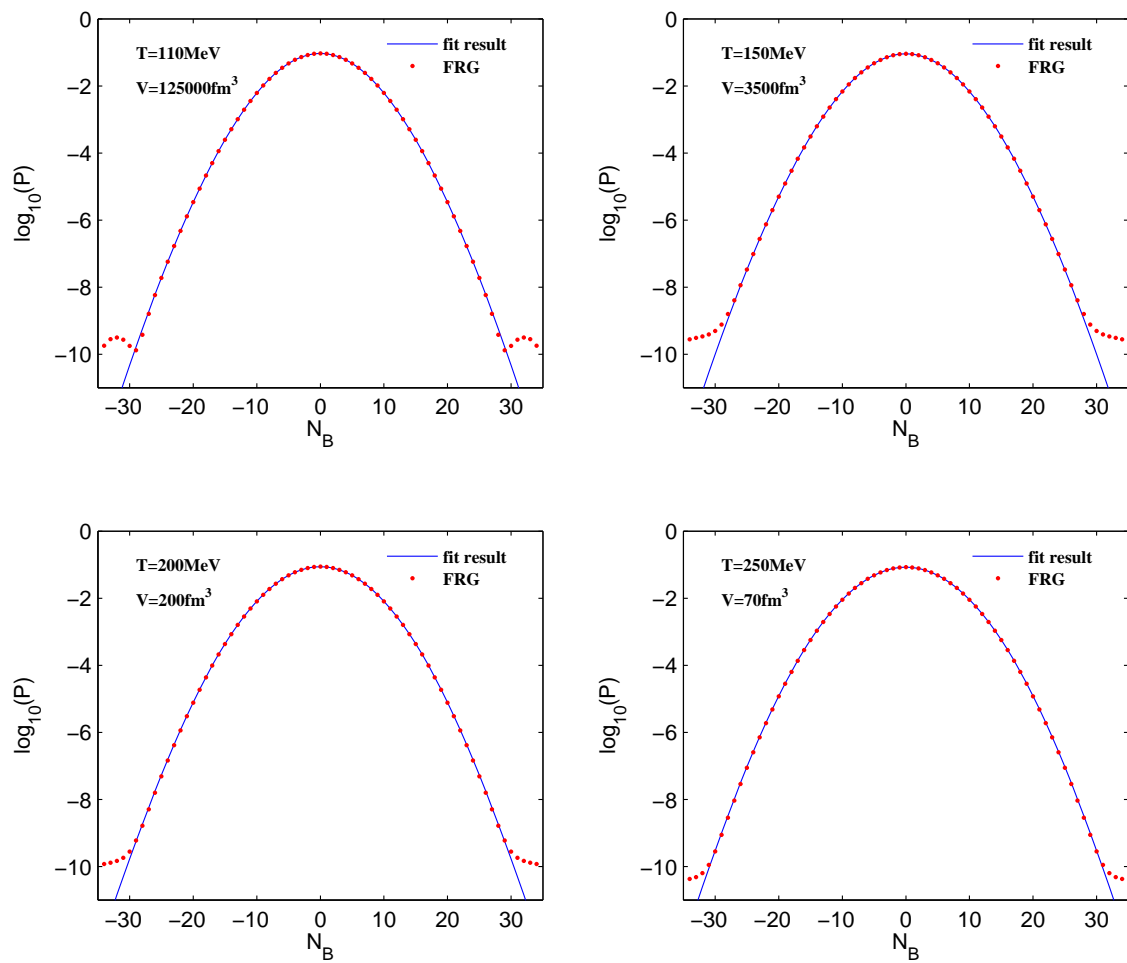 0
−2
−4
−6
−8
−10
−30 −20 −10 0 10 20 30
N_B
log₁₀(P)
T=110MeV
V=125000fm³
fit result
FRG
0
−2
−4
−6
−8
−10
−30 −20 −10 0 10 20 30
N_B
log₁₀(P)
T=150MeV
V=3500fm³
fit result
FRG
0
−2
−4
−6
−8
−10
−30 −20 −10 0 10 20 30
N_B
log₁₀(P)
T=200MeV
V=200fm³
fit result
FRG
0
−2
−4
−6
−8
−10
−30 −20 −10 0 10 20 30
N_B
log₁₀(P)
T=250MeV
V=70fm³
fit result
FRG